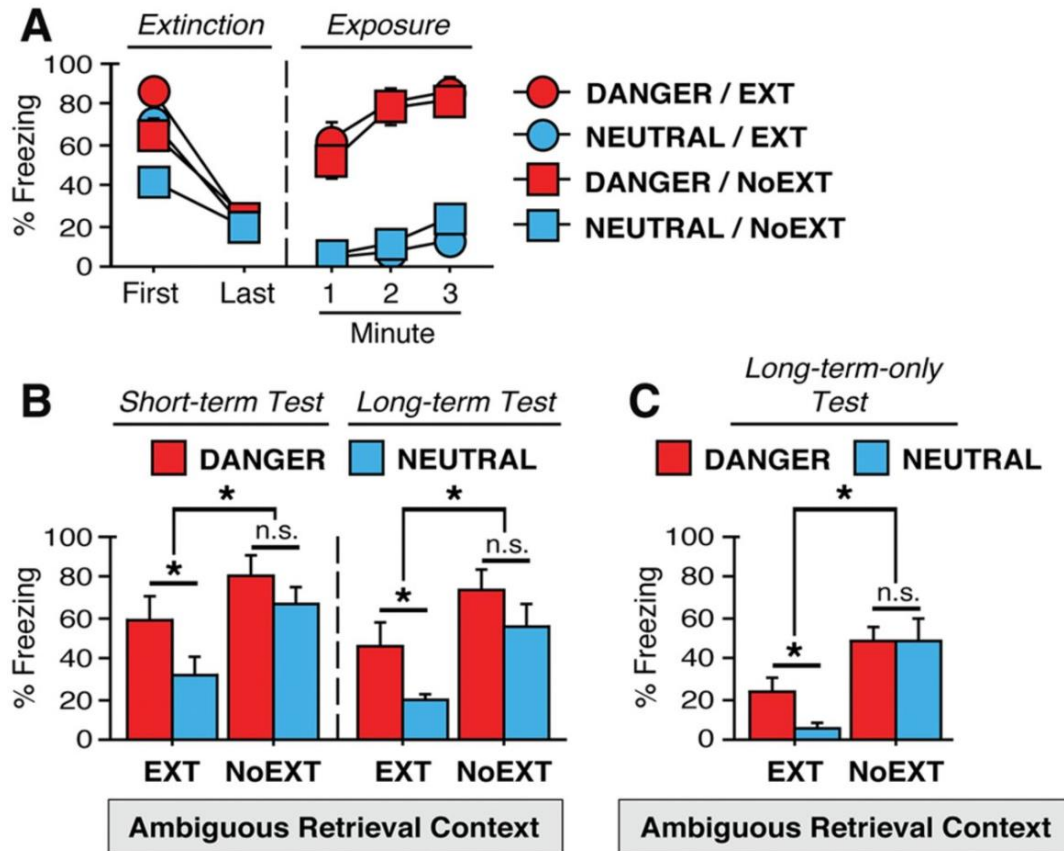 A
Extinction
Exposure
% Freezing
100
80
60
40
20
0
First
Last
1
2
3
Minute
DANGER / EXT
NEUTRAL / EXT
DANGER / NoEXT
NEUTRAL / NoEXT
B
Short-term Test
Long-term Test
DANGER
NEUTRAL
% Freezing
100
80
60
40
20
0
*
*
n.s.
*
*
n.s.
EXT
NoEXT
EXT
NoEXT
Ambiguous Retrieval Context
C
Long-term-only
Test
DANGER
NEUTRAL
% Freezing
100
80
60
40
20
0
*
*
n.s.
EXT
NoEXT
Ambiguous Retrieval Context